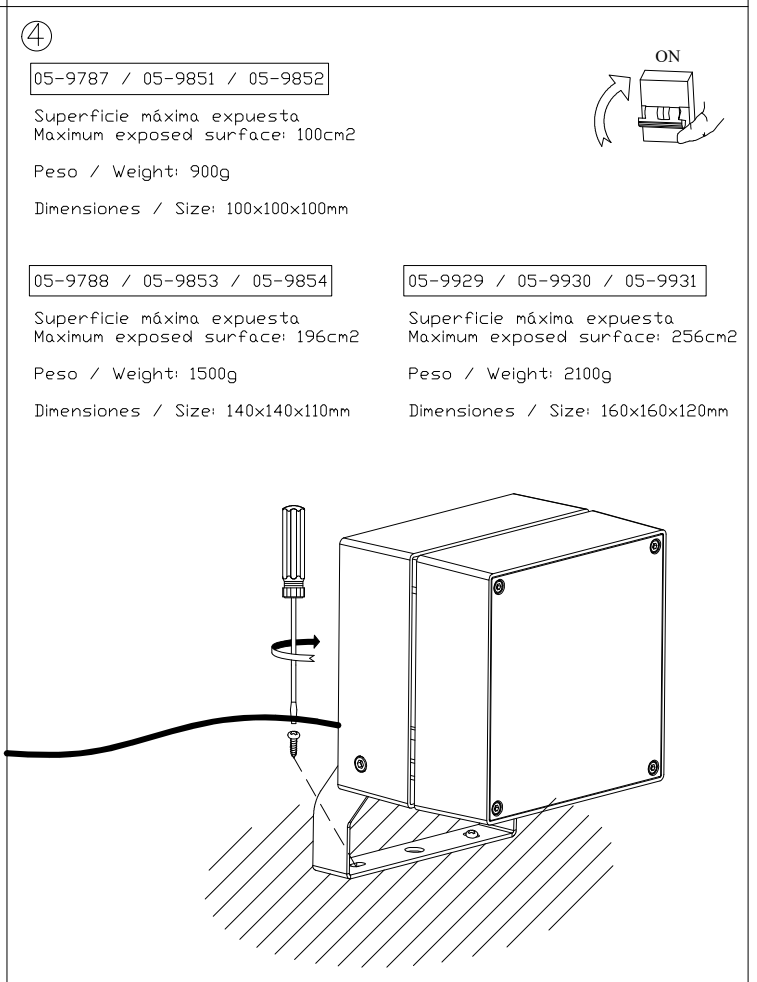 4
ON
05-9787 / 05-9851 / 05-9852
Superficie máxima expuesta
Maximum exposed surface: 100cm2
Peso / Weight: 900g
Dimensiones / Size: 100x100x100mm
05-9788 / 05-9853 / 05-9854
Superficie máxima expuesta
Maximum exposed surface: 196cm2
Peso / Weight: 1500g
Dimensiones / Size: 140x140x110mm
05-9929 / 05-9930 / 05-9931
Superficie máxima expuesta
Maximum exposed surface: 256cm2
Peso / Weight: 2100g
Dimensiones / Size: 160x160x120mm